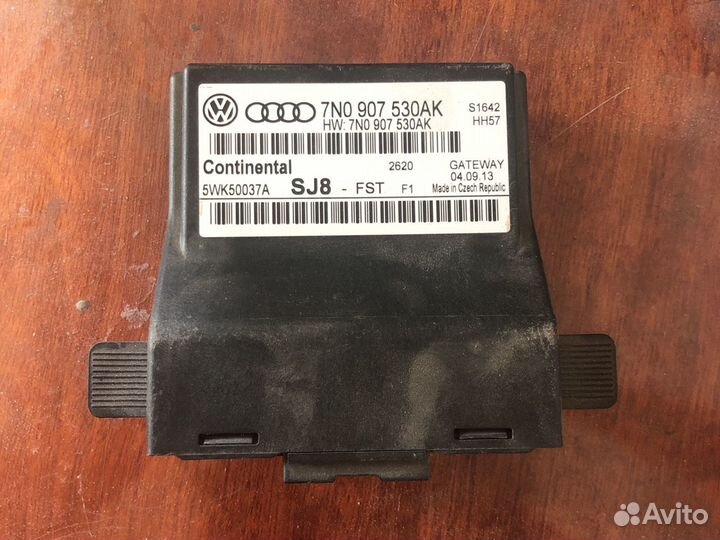 7N0 907 530AK
HW: 7N0 907 530AK
S1642
HH57
Continental 2620 GATEWAY
04.09.13
5WK50037A SJ8 - FST F1 Made in Czech Republic
Avito